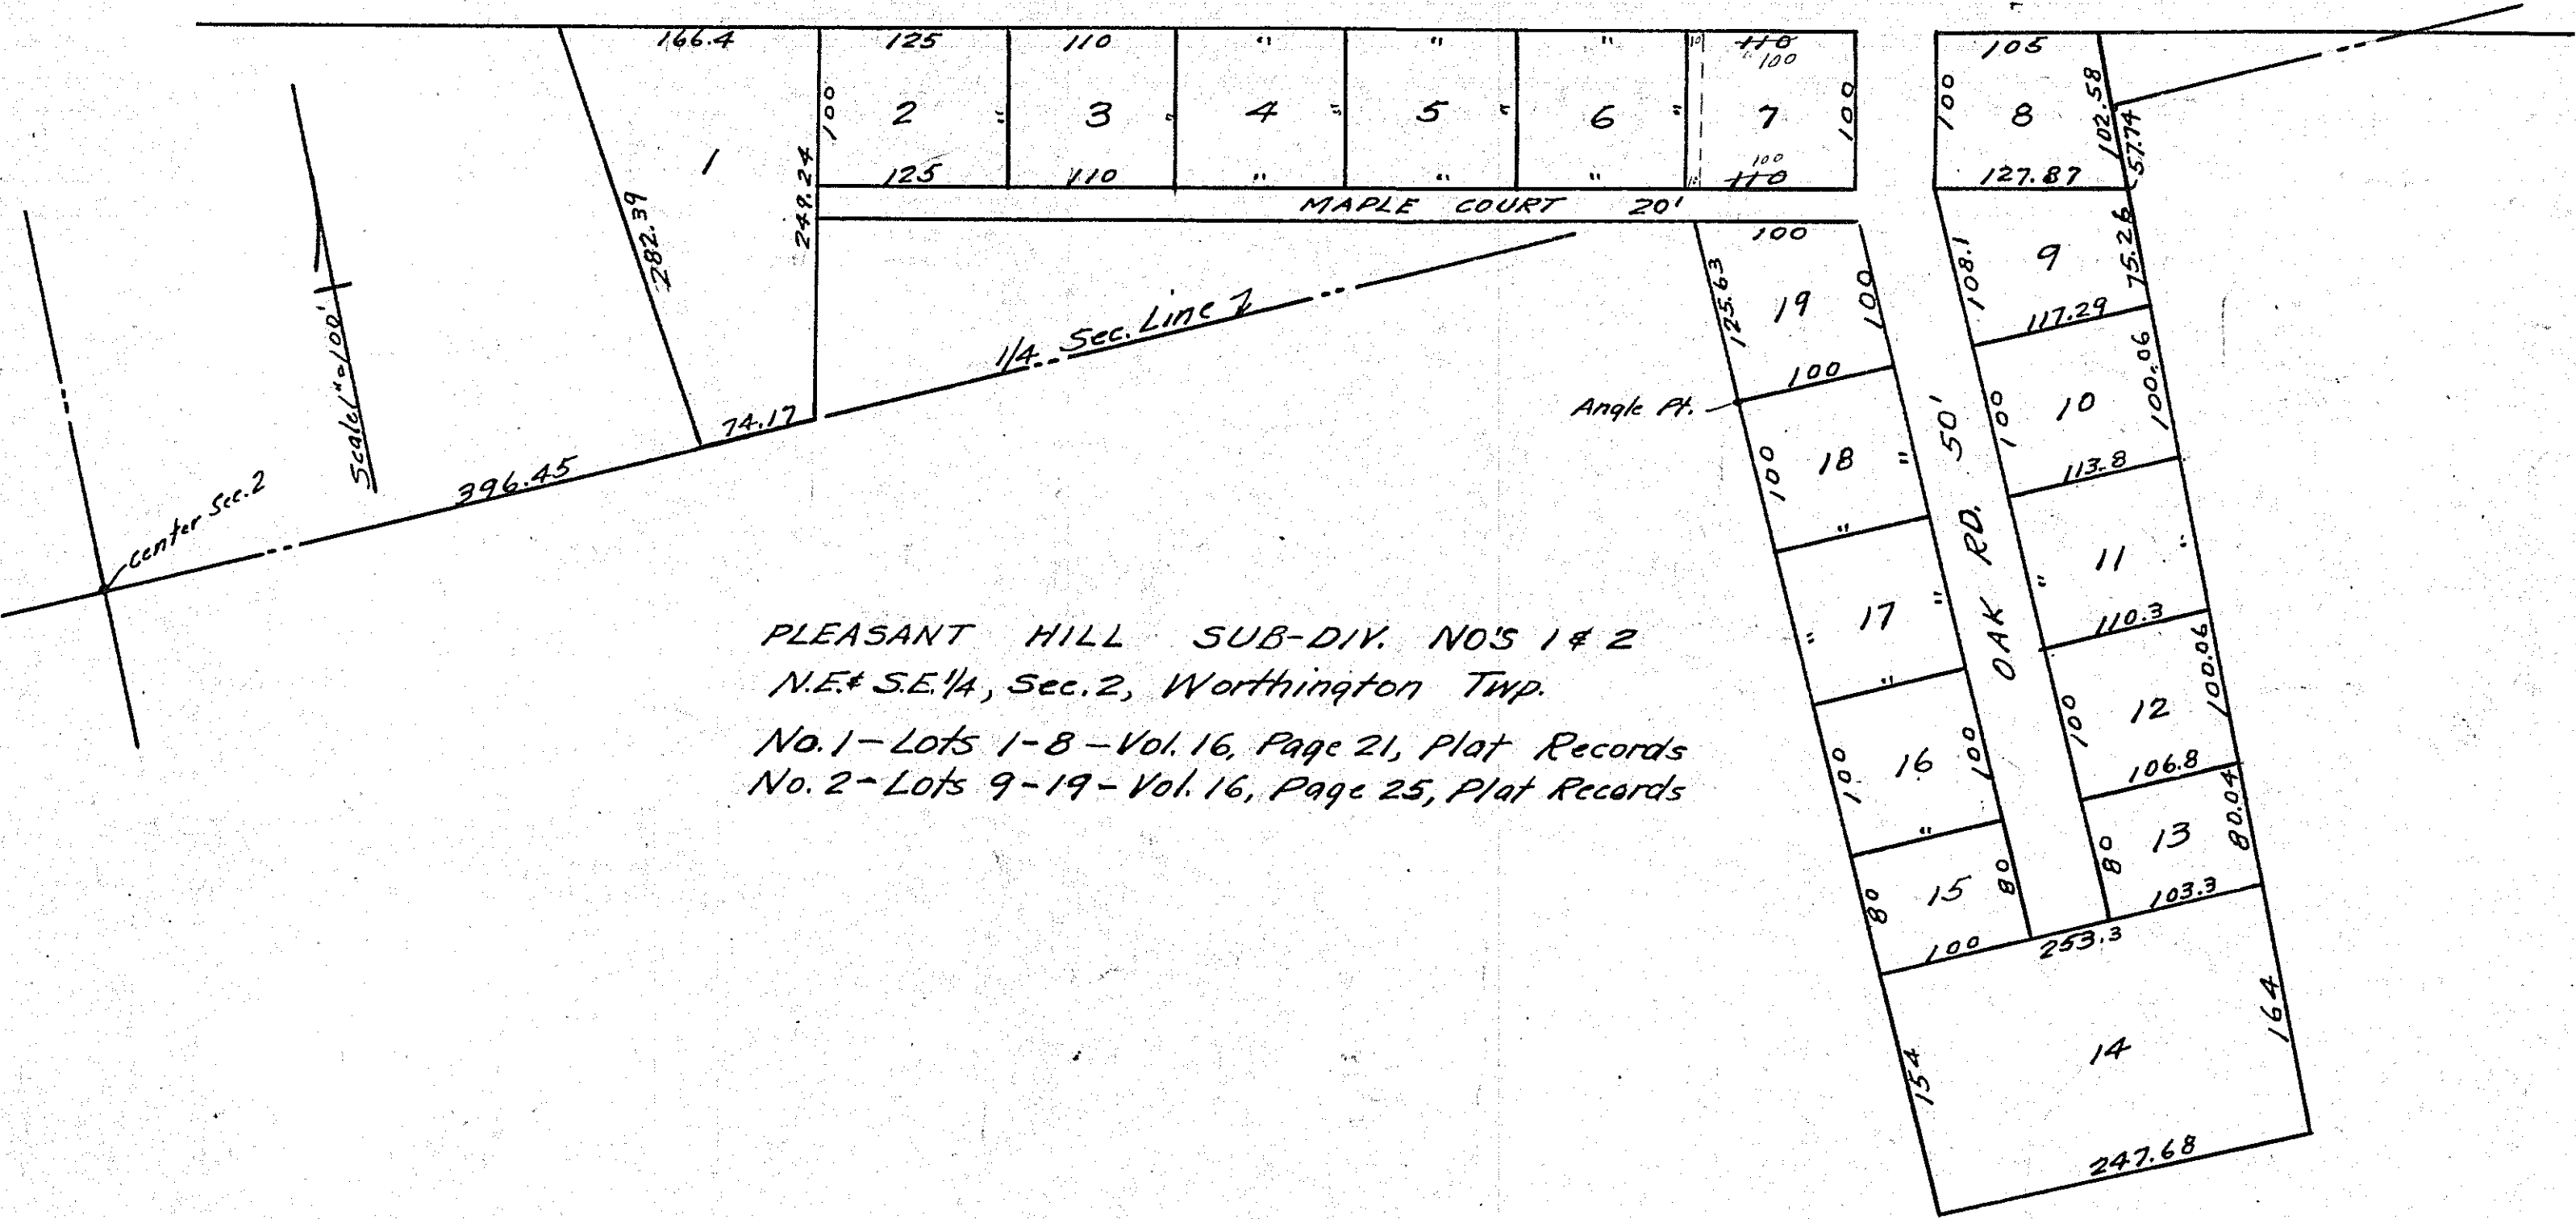 166.4 125 110 " " " 10 110 105
100
100 2 " 3 " 4 " 5 " 6 " 7 100 100 8 102.58
1
57.74
100
125 110 " " " 10 110 127.87
249.24
282.39
MAPLE COURT 20'
100
125.63 19 100 108.1 9 75.26
100 117.29
1/4 Sec. Line
Scale 1"=100'
Angle Pt.
74.17
396.45
center Sec. 2
100 18 " 50' 100 10 100.06
" 113.8
OAK RD.
" 17 " " 11 "
" 110.3
PLEASANT HILL SUB-DIV. NO'S 1 & 2
N.E. & S.E. 1/4, Sec. 2, Worthington Twp.
No. 1 - Lots 1-8 - Vol. 16, Page 21, Plat Records
No. 2 - Lots 9-19 - Vol. 16, Page 25, Plat Records
100 16 100 100 12 100.06
" 106.8
80 15 80 80 13 80.04
100 103.3
253.3
154 14 164
247.68